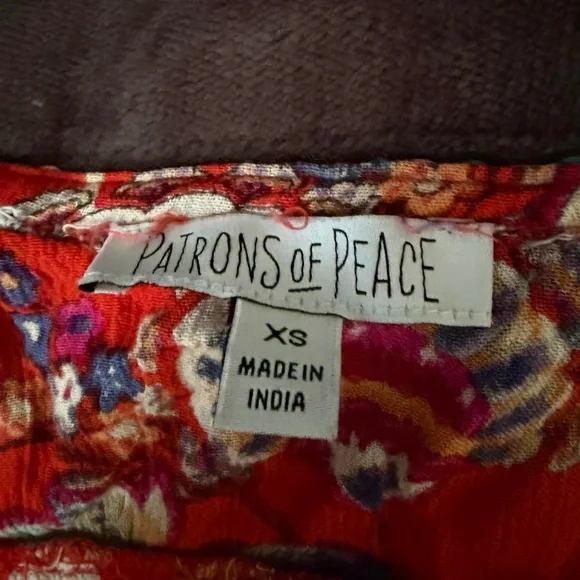 PATRONS OF PEACE
XS
MADE IN
INDIA